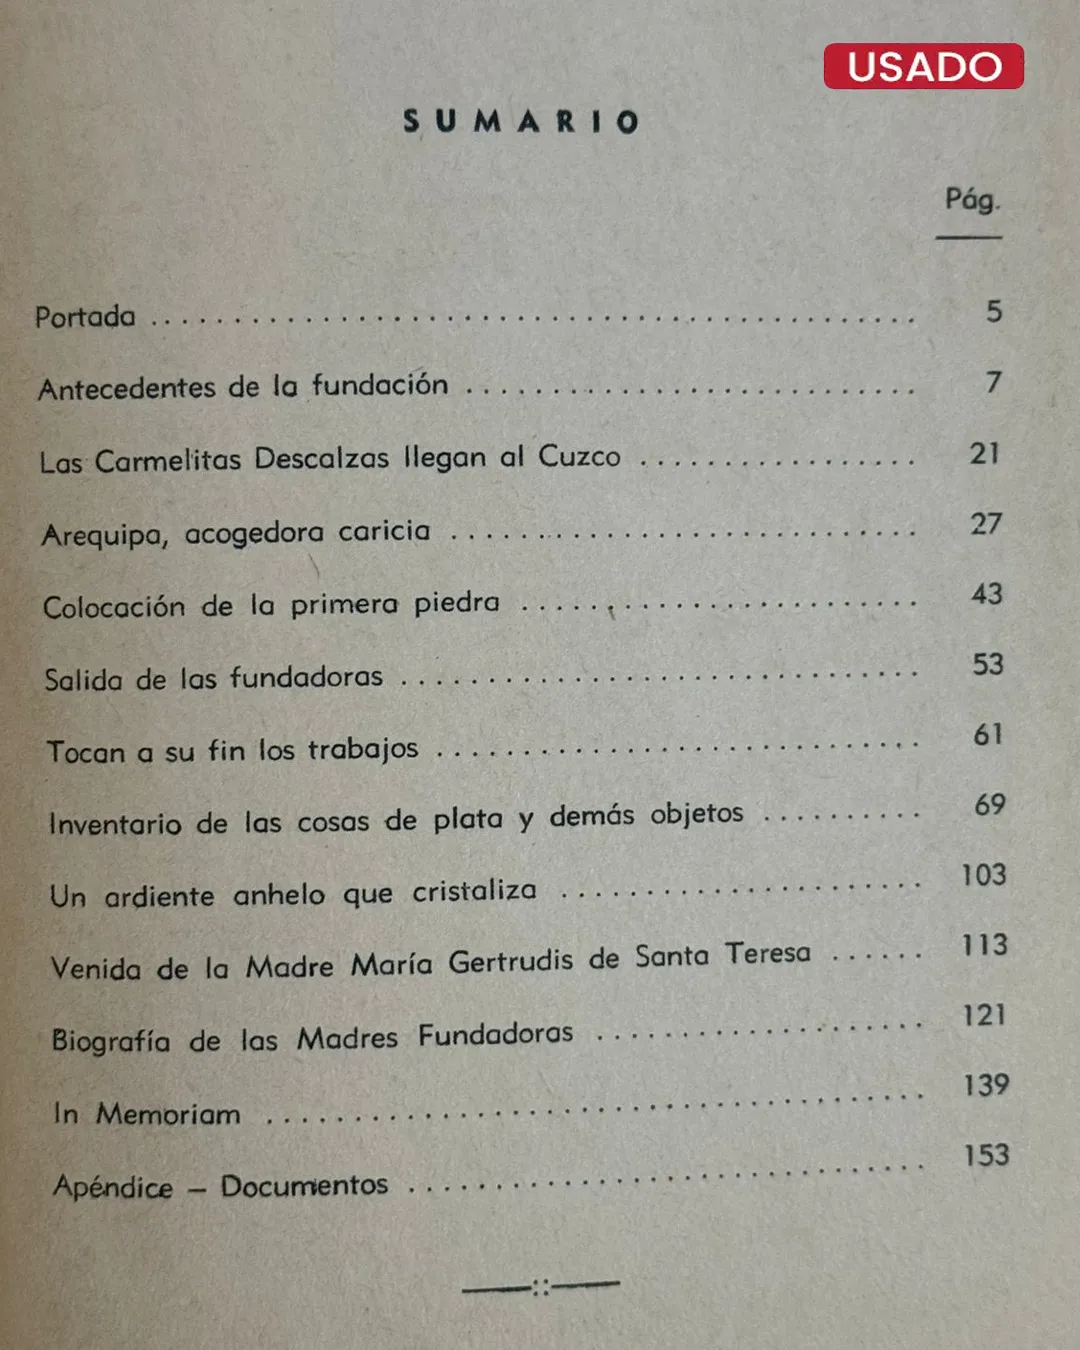 USADO
SUMARIO
Pág.
Portada ........................................ 5
Antecedentes de la fundación .......................... 7
Las Carmelitas Descalzas llegan al Cuzco ................ 21
Arequipa, acogedora caricia ........................... 27
Colocación de la primera piedra ....................... 43
Salida de las fundadoras .............................. 53
Tocan a su fin los trabajos ........................... 61
Inventario de las cosas de plata y demás objetos .......... 69
Un ardiente anhelo que cristaliza ..................... 103
Venida de la Madre María Gertrudis de Santa Teresa ...... 113
Biografía de las Madres Fundadoras .................... 121
In Memoriam ...................................... 139
Apéndice – Documentos .............................. 153